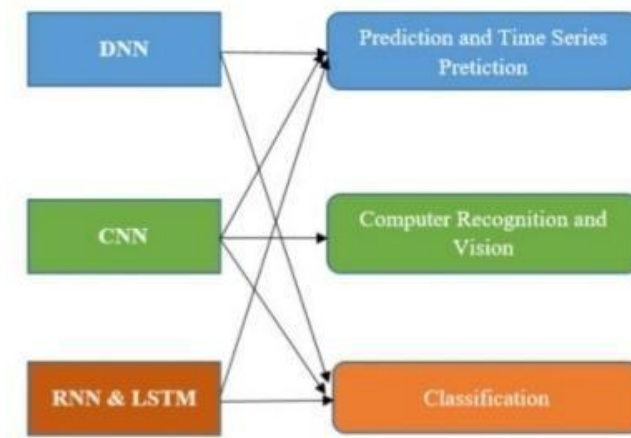 DNN
Prediction and Time Series
Pretiction
CNN
Computer Recognition and
Vision
RNN & LSTM
Classification